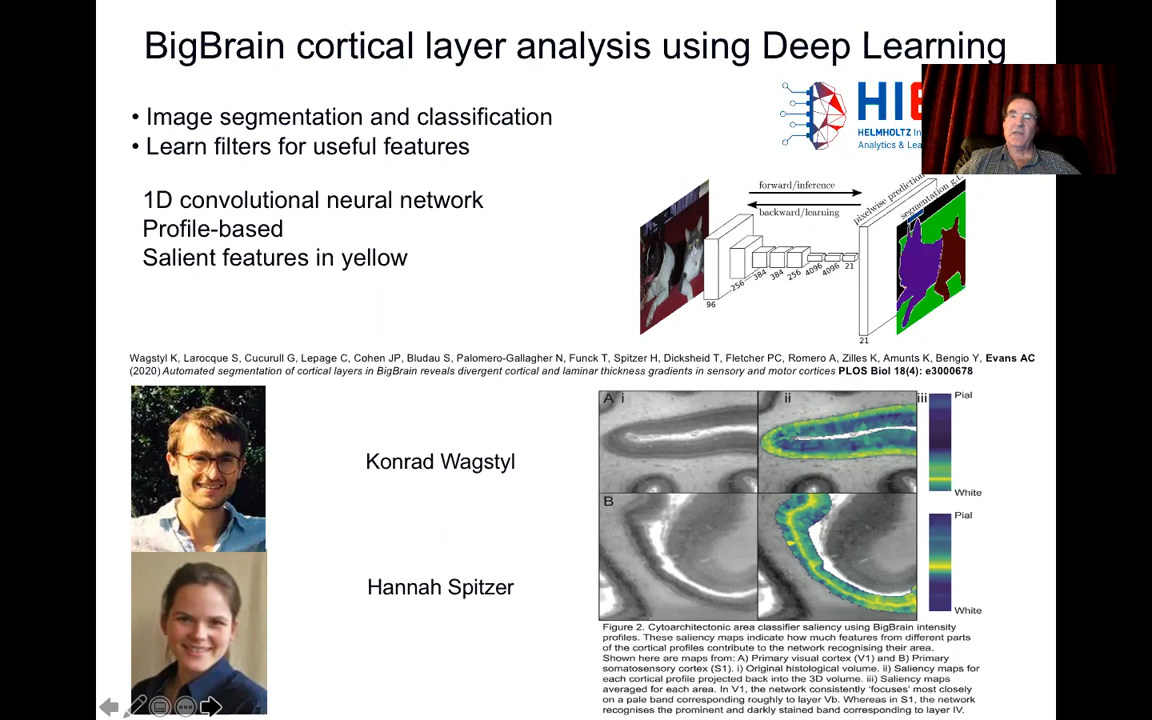 BigBrain cortical layer analysis using Deep Learning
• Image segmentation and classification
• Learn filters for useful features
1D convolutional neural network
Profile-based
Salient features in yellow
HELMHOLTZ
Analytics &
forward/inference
backward/learning
pixelwise prediction
segmentation g.t.
96
256
384
384
256
4096
4096
21
21
Wagstyl K, Larocque S, Cucurull G, Lepage C, Cohen JP, Bludau S, Palomero-Gallagher N, Funck T, Spitzer H, Dicksheid T, Fletcher PC, Romero A, Zilles K, Amunts K, Bengio Y, Evans AC
(2020) Automated segmentation of cortical layers in BigBrain reveals divergent cortical and laminar thickness gradients in sensory and motor cortices PLOS Biol 18(4): e3000678
Konrad Wagstyl
Hannah Spitzer
A i
ii
iii
Pial
White
B
Pial
White
Figure 2. Cytoarchitectonic area classifier saliency using BigBrain intensity
profiles. These saliency maps indicate how much features from different parts
of the cortical profiles contribute to the network recognising their area.
Shown here are maps from: A) Primary visual cortex (V1) and B) Primary
somatosensory cortex (S1). i) Original histological volume. ii) Saliency maps for
each cortical profile projected back into the 3D volume. iii) Saliency maps
averaged for each area. In V1, the network consistently 'focuses' most closely
on a pale band corresponding roughly to layer Vb. Whereas in S1, the network
recognises the prominent and darkly stained band corresponding to layer IV.